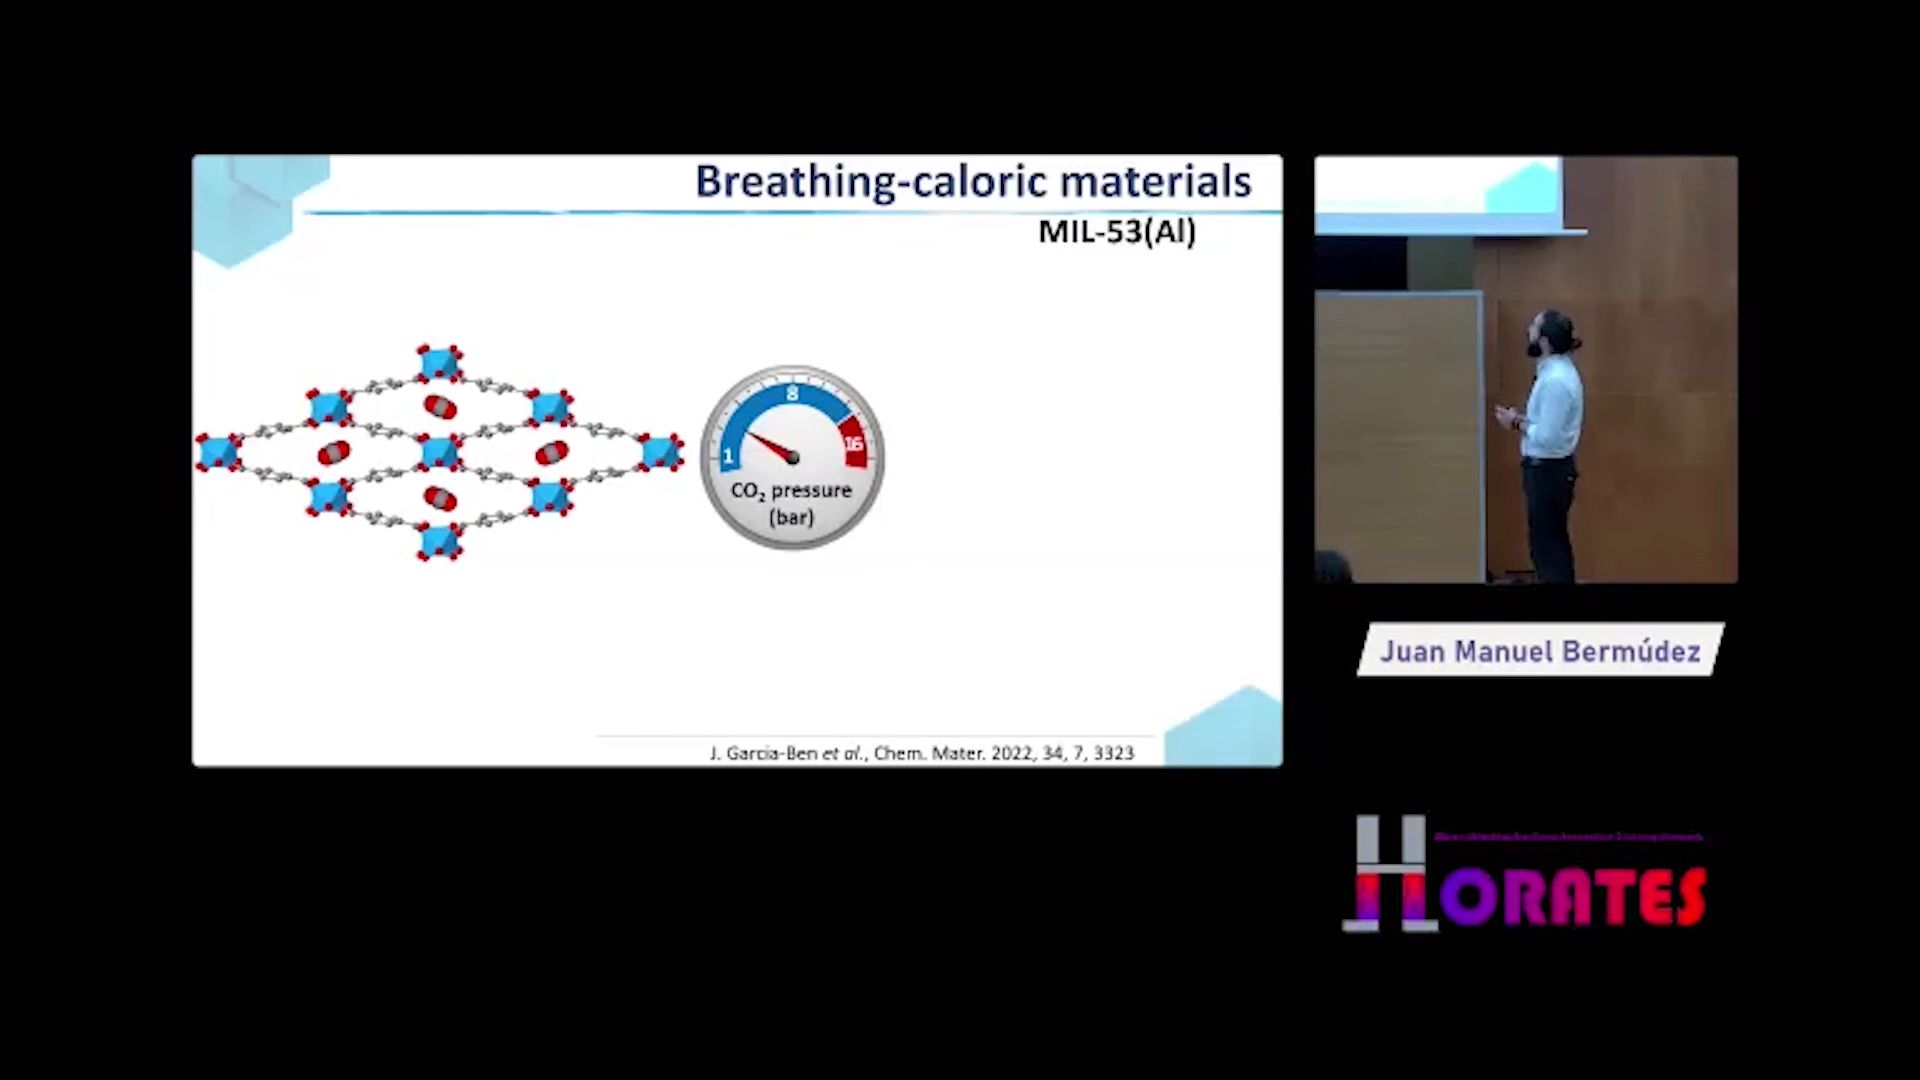 Breathing-caloric materials
MIL-53(Al)
1
8
16
CO₂ pressure
(bar)
J. Garcia-Ben et al., Chem. Mater. 2022, 34, 7, 3323
Juan Manuel Bermúdez
HORATES